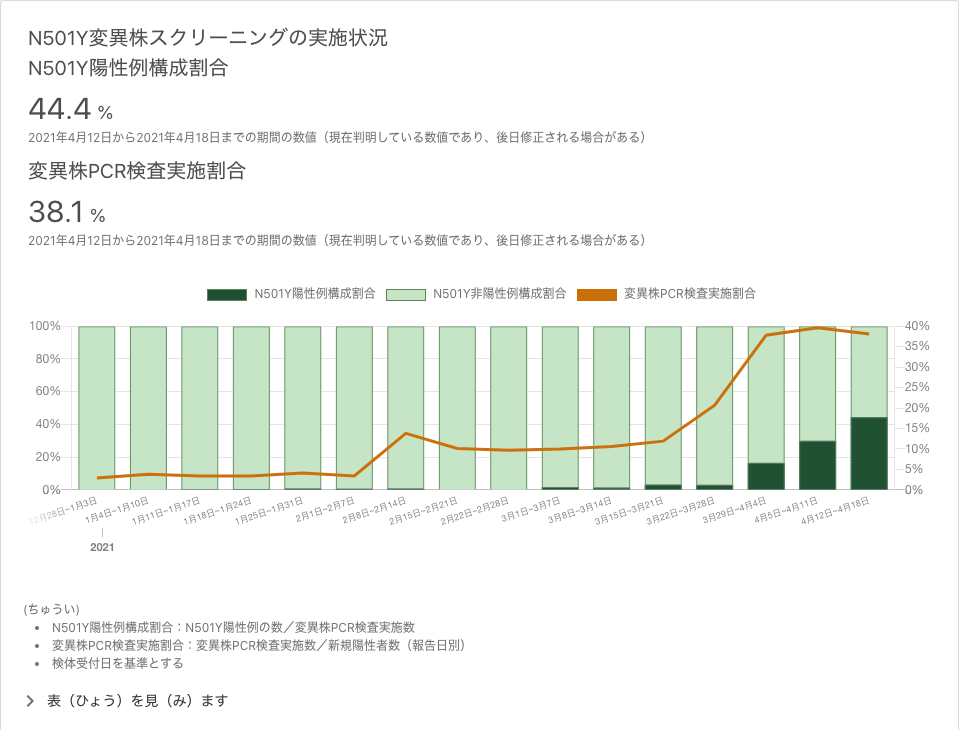 N501Y変異株スクリーニングの実施状況
N501Y陽性例構成割合
44.4 %
2021年4月12日から2021年4月18日までの期間の数値（現在判明している数値であり、後日修正される場合がある）
変異株PCR検査実施割合
38.1 %
2021年4月12日から2021年4月18日までの期間の数値（現在判明している数値であり、後日修正される場合がある）
N501Y陽性例構成割合 N501Y非陽性例構成割合 変異株PCR検査実施割合
100%
80%
60%
40%
20%
0%
40%
35%
30%
25%
20%
15%
10%
5%
0%
12月28日~1月3日
1月4日~1月10日
1月11日~1月17日
1月18日~1月24日
1月25日~1月31日
2月1日~2月7日
2月8日~2月14日
2月15日~2月21日
2月22日~2月28日
3月1日~3月7日
3月8日~3月14日
3月15日~3月21日
3月22日~3月28日
3月29日~4月4日
4月5日~4月11日
4月12日~4月18日
2021
(ちゅうい)
• N501Y陽性例構成割合：N501Y陽性例の数／変異株PCR検査実施数
• 変異株PCR検査実施割合：変異株PCR検査実施数／新規陽性者数（報告日別）
• 検体受付日を基準とする
表（ひょう）を見（み）ます